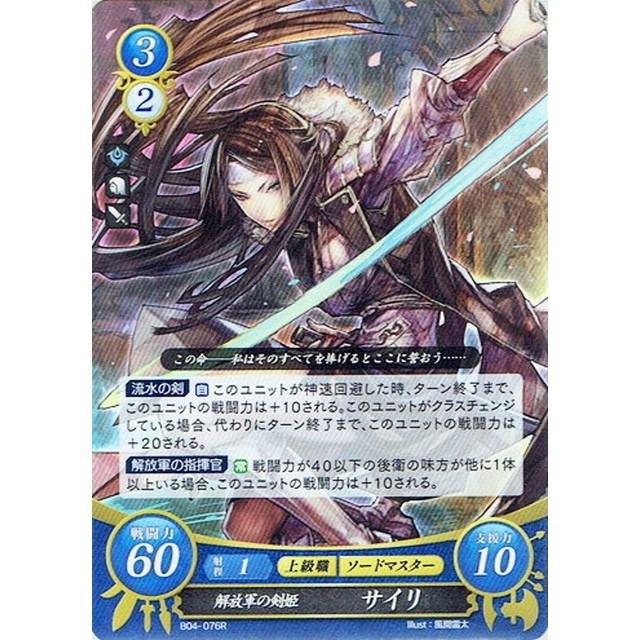 3
2
この命――私はそのすべてを捧げるとここに誓おう……
流水の剣 自 このユニットが神速回避した時、ターン終了まで、
このユニットの戦闘力は+10される。このユニットがクラスチェンジ
している場合、代わりにターン終了まで、このユニットの戦闘力は
+20される。
解放軍の指揮官 常 戦闘力が40以下の後衛の味方が他に1体
以上いる場合、このユニットの戦闘力は+10される。
戦闘力
60
射程 1
上級職 ソードマスター
支援力
10
解放軍の剣姫 サイリ
B04-076R
Illust:風間雷太